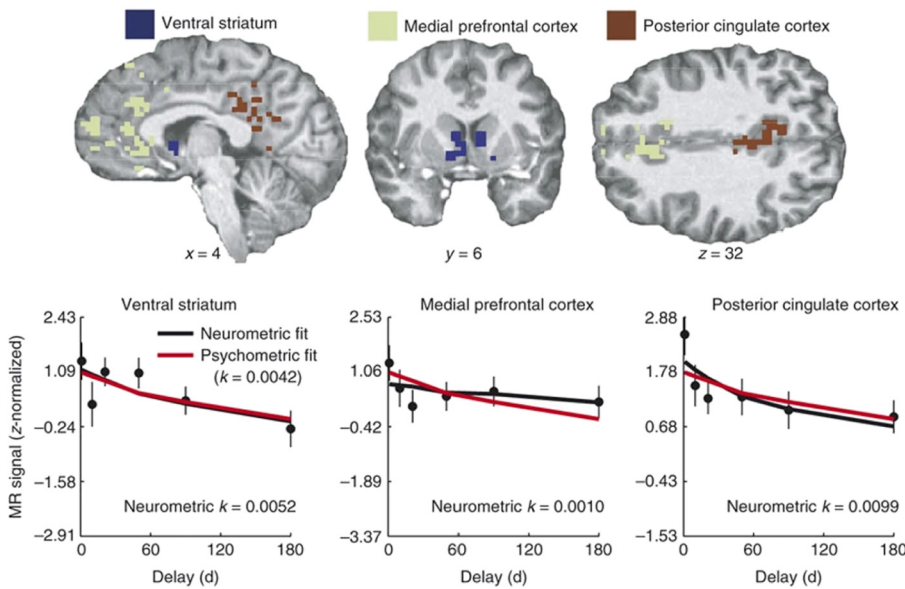 Ventral striatum
Medial prefrontal cortex
Posterior cingulate cortex
x = 4
y = 6
z = 32
Ventral striatum
2.43
1.09
−0.24
−1.58
−2.91
MR signal (z-normalized)
Neurometric fit
Psychometric fit
(k = 0.0042)
Neurometric k = 0.0052
0 60 120 180
Delay (d)
Medial prefrontal cortex
2.53
1.06
−0.42
−1.89
−3.37
Neurometric k = 0.0010
0 60 120 180
Delay (d)
Posterior cingulate cortex
2.88
1.78
0.68
−0.43
−1.53
Neurometric k = 0.0099
0 60 120 180
Delay (d)